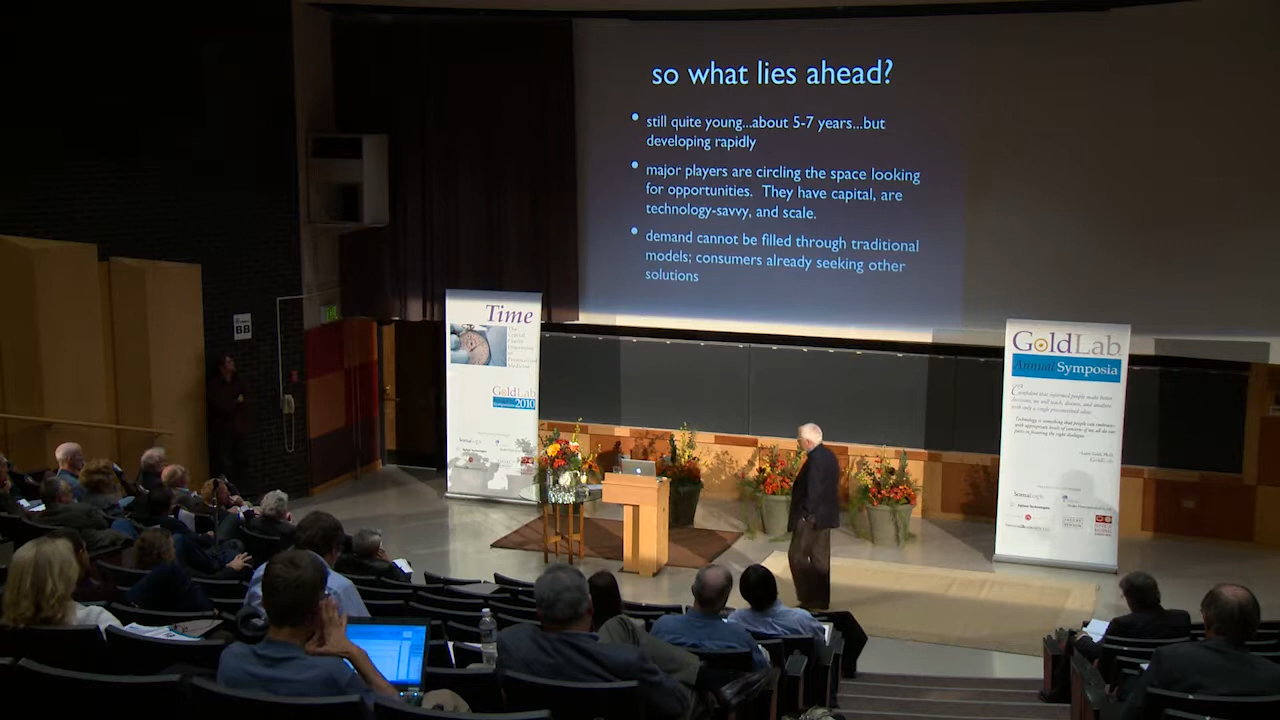 so what lies ahead?
• still quite young...about 5-7 years...but
developing rapidly
• major players are circling the space looking
for opportunities. They have capital, are
technology-savvy, and scale.
• demand cannot be filled through traditional
models; consumers already seeking other
solutions
BB
Time
GoldLab
Symposium 2010
GoldLab
Annual Symposia